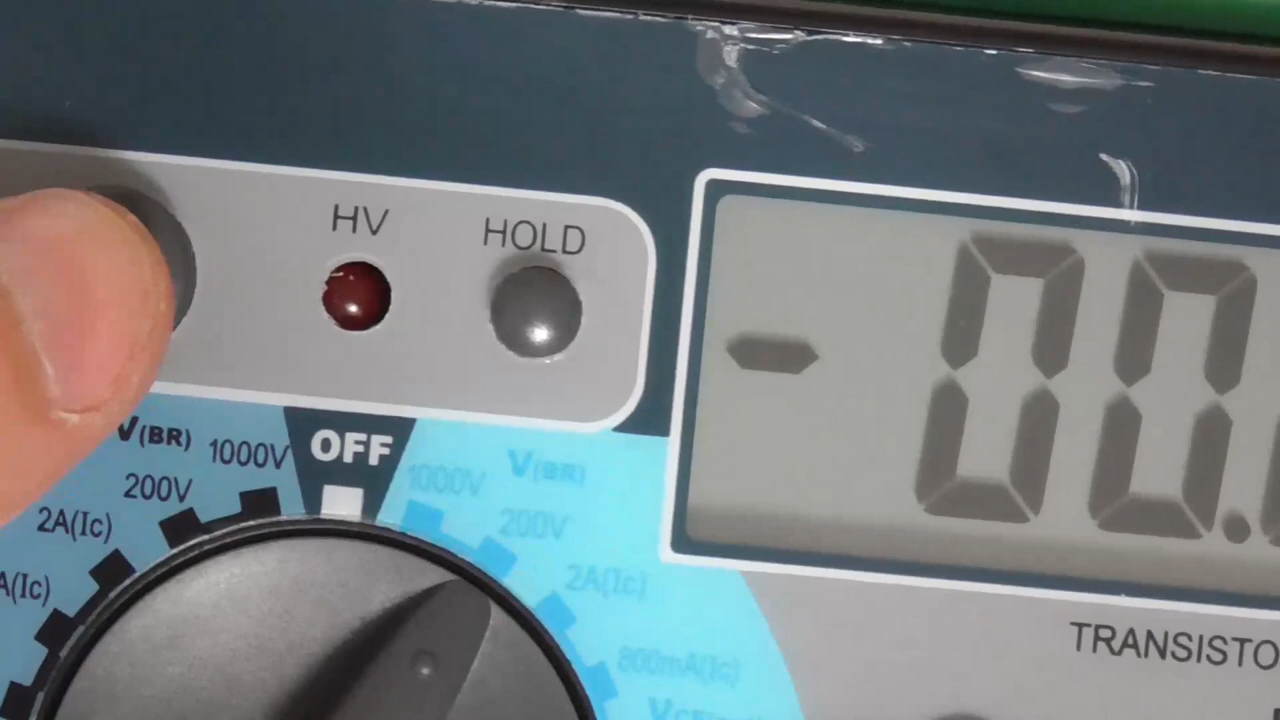 HV
HOLD
- 00.
V(BR)
1000V
OFF
1000V
V(BR)
200V
200V
2A(Ic)
2A(Ic)
A(Ic)
800mA(Ic)
TRANSISTO